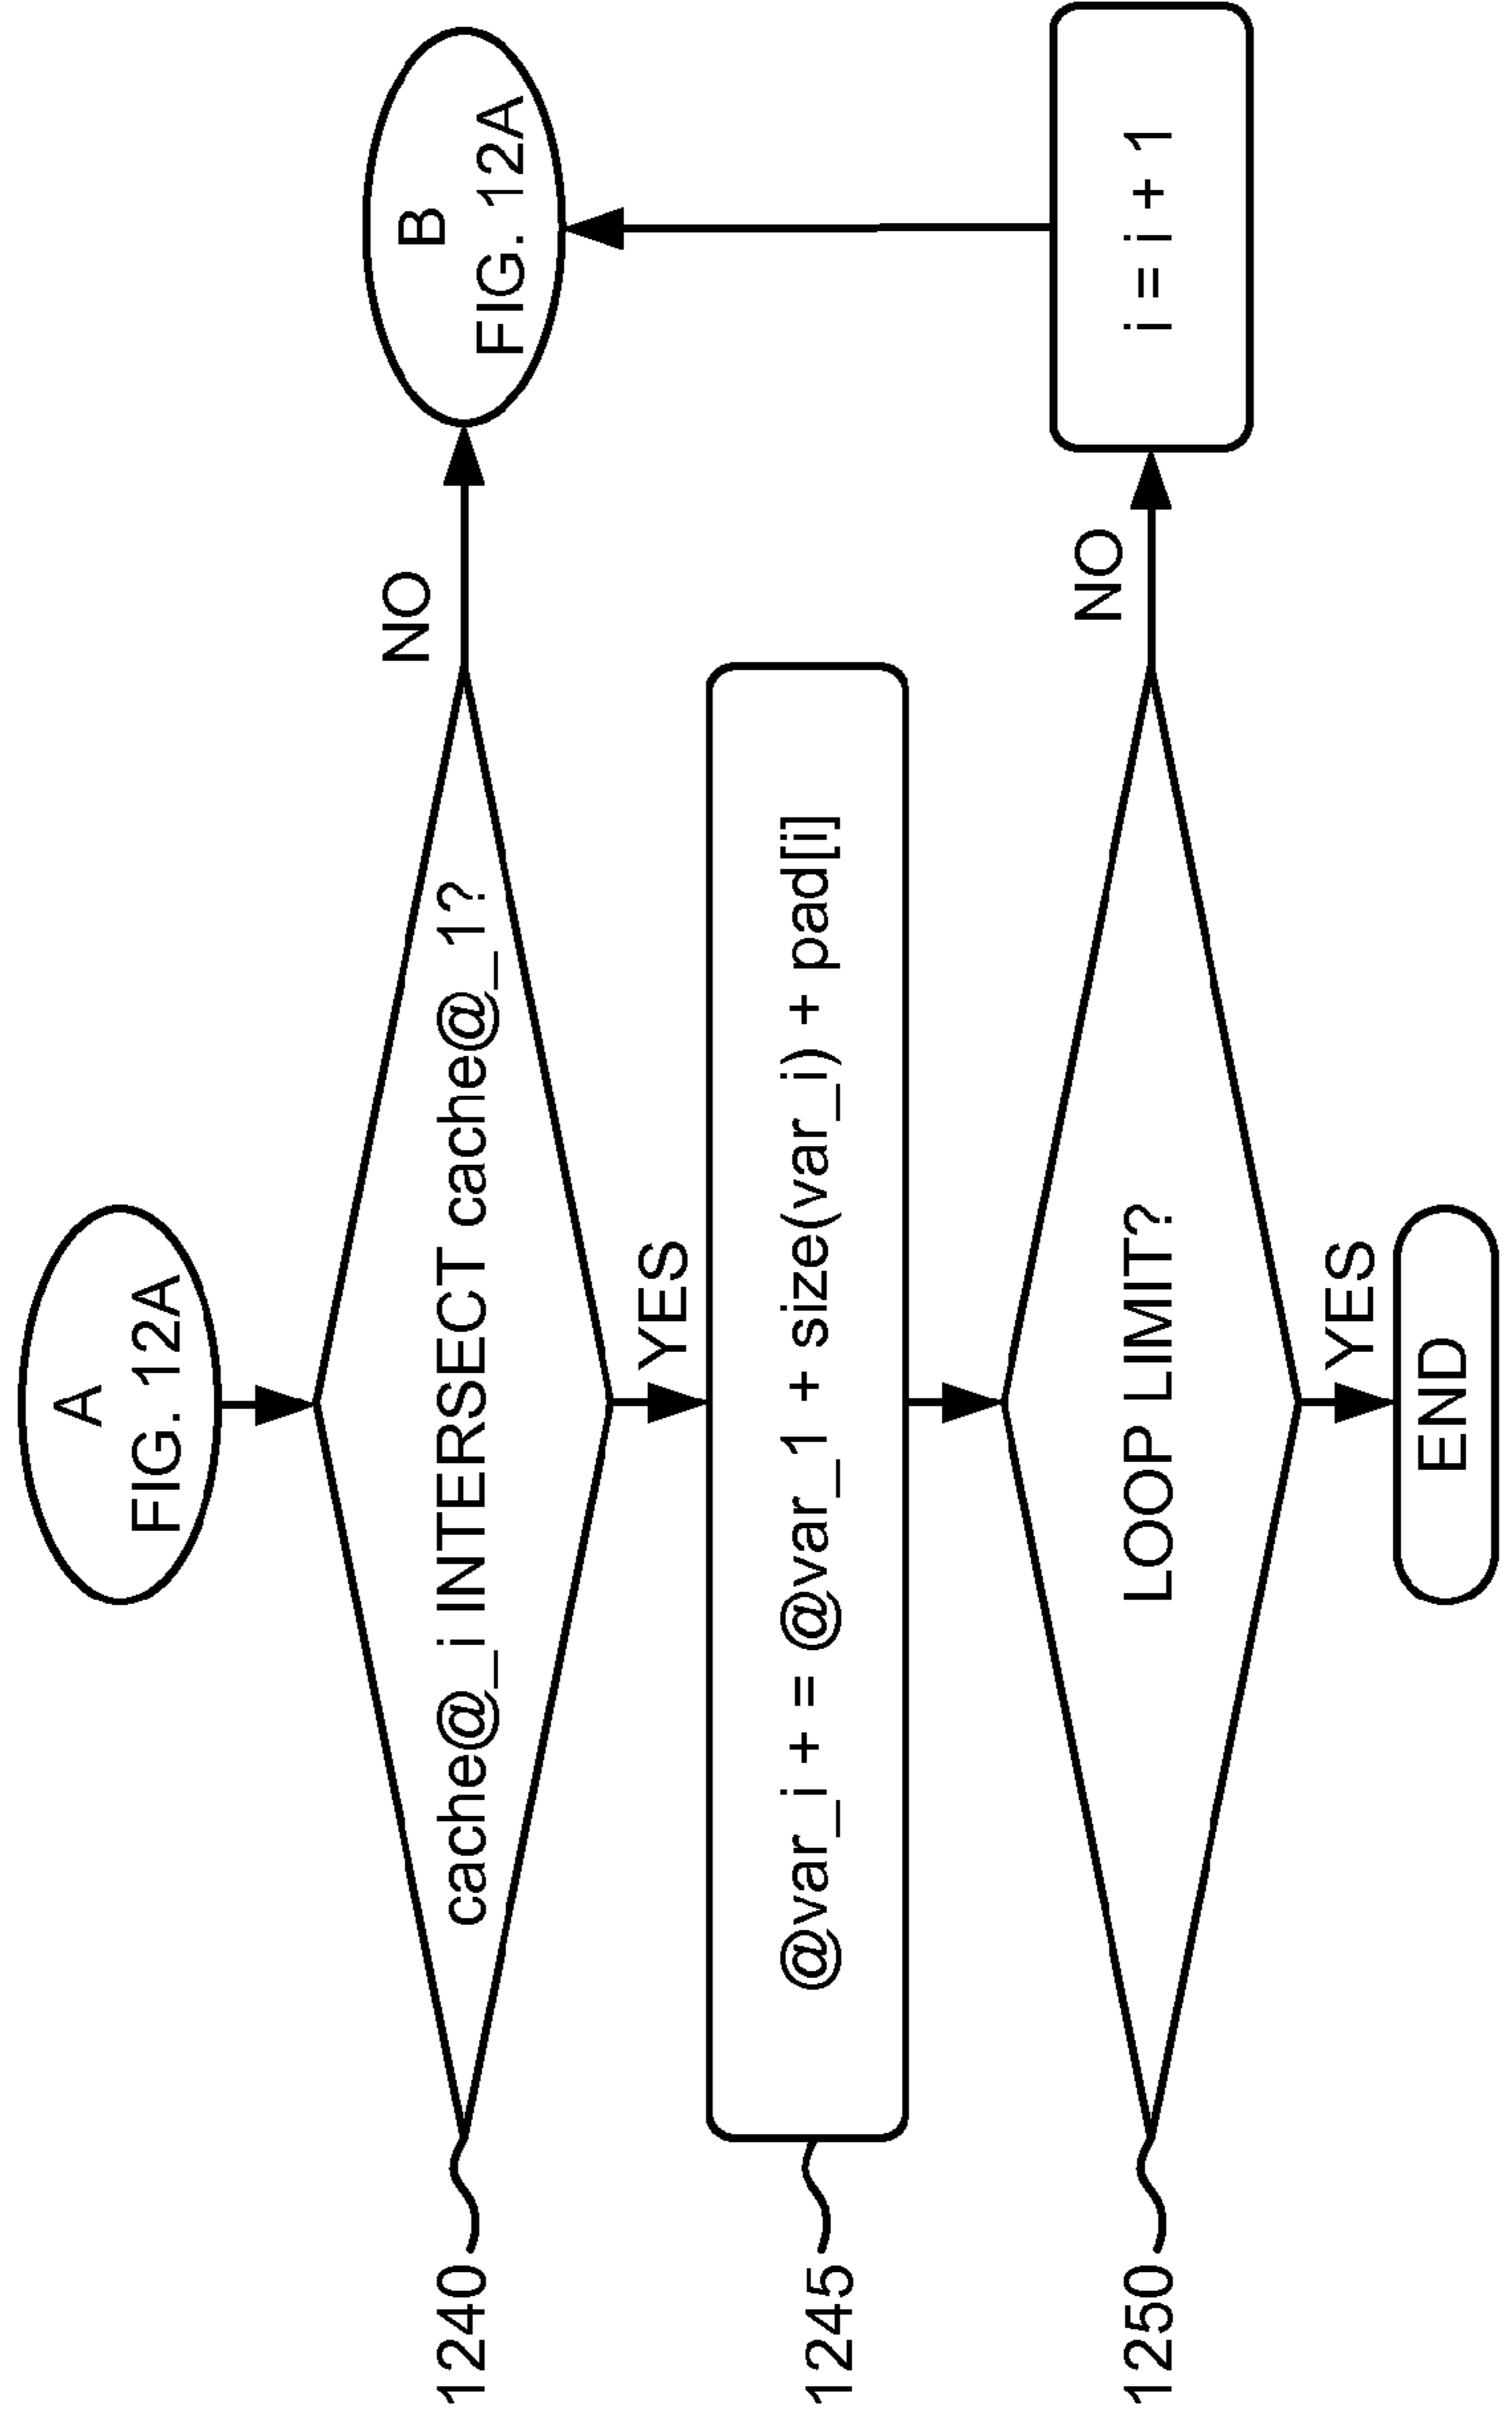 A
FIG. 12A
1240
cache@_i INTERSECT cache@_1?
NO
B
FIG. 12A
YES
1245
@var_i + = @var_1 + size(var_i) + pad[i]
1250
LOOP LIMIT?
NO
i = i + 1
YES
END